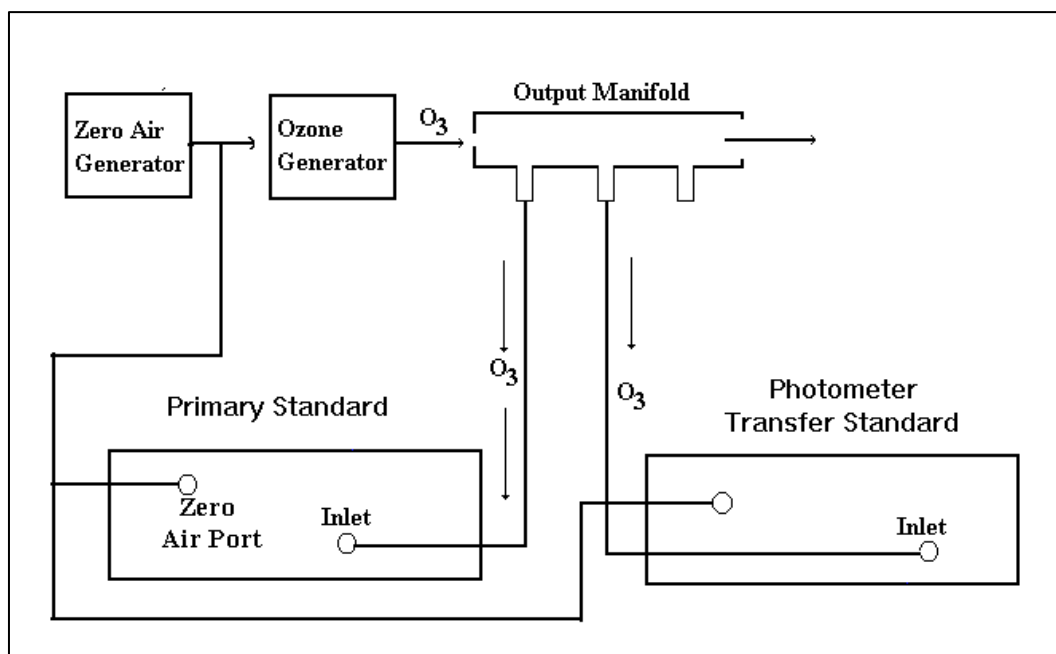 Output Manifold
Zero Air
Generator
Ozone
Generator
O3
O3
O3
Primary Standard
Photometer
Transfer Standard
Zero
Air Port
Inlet
Inlet